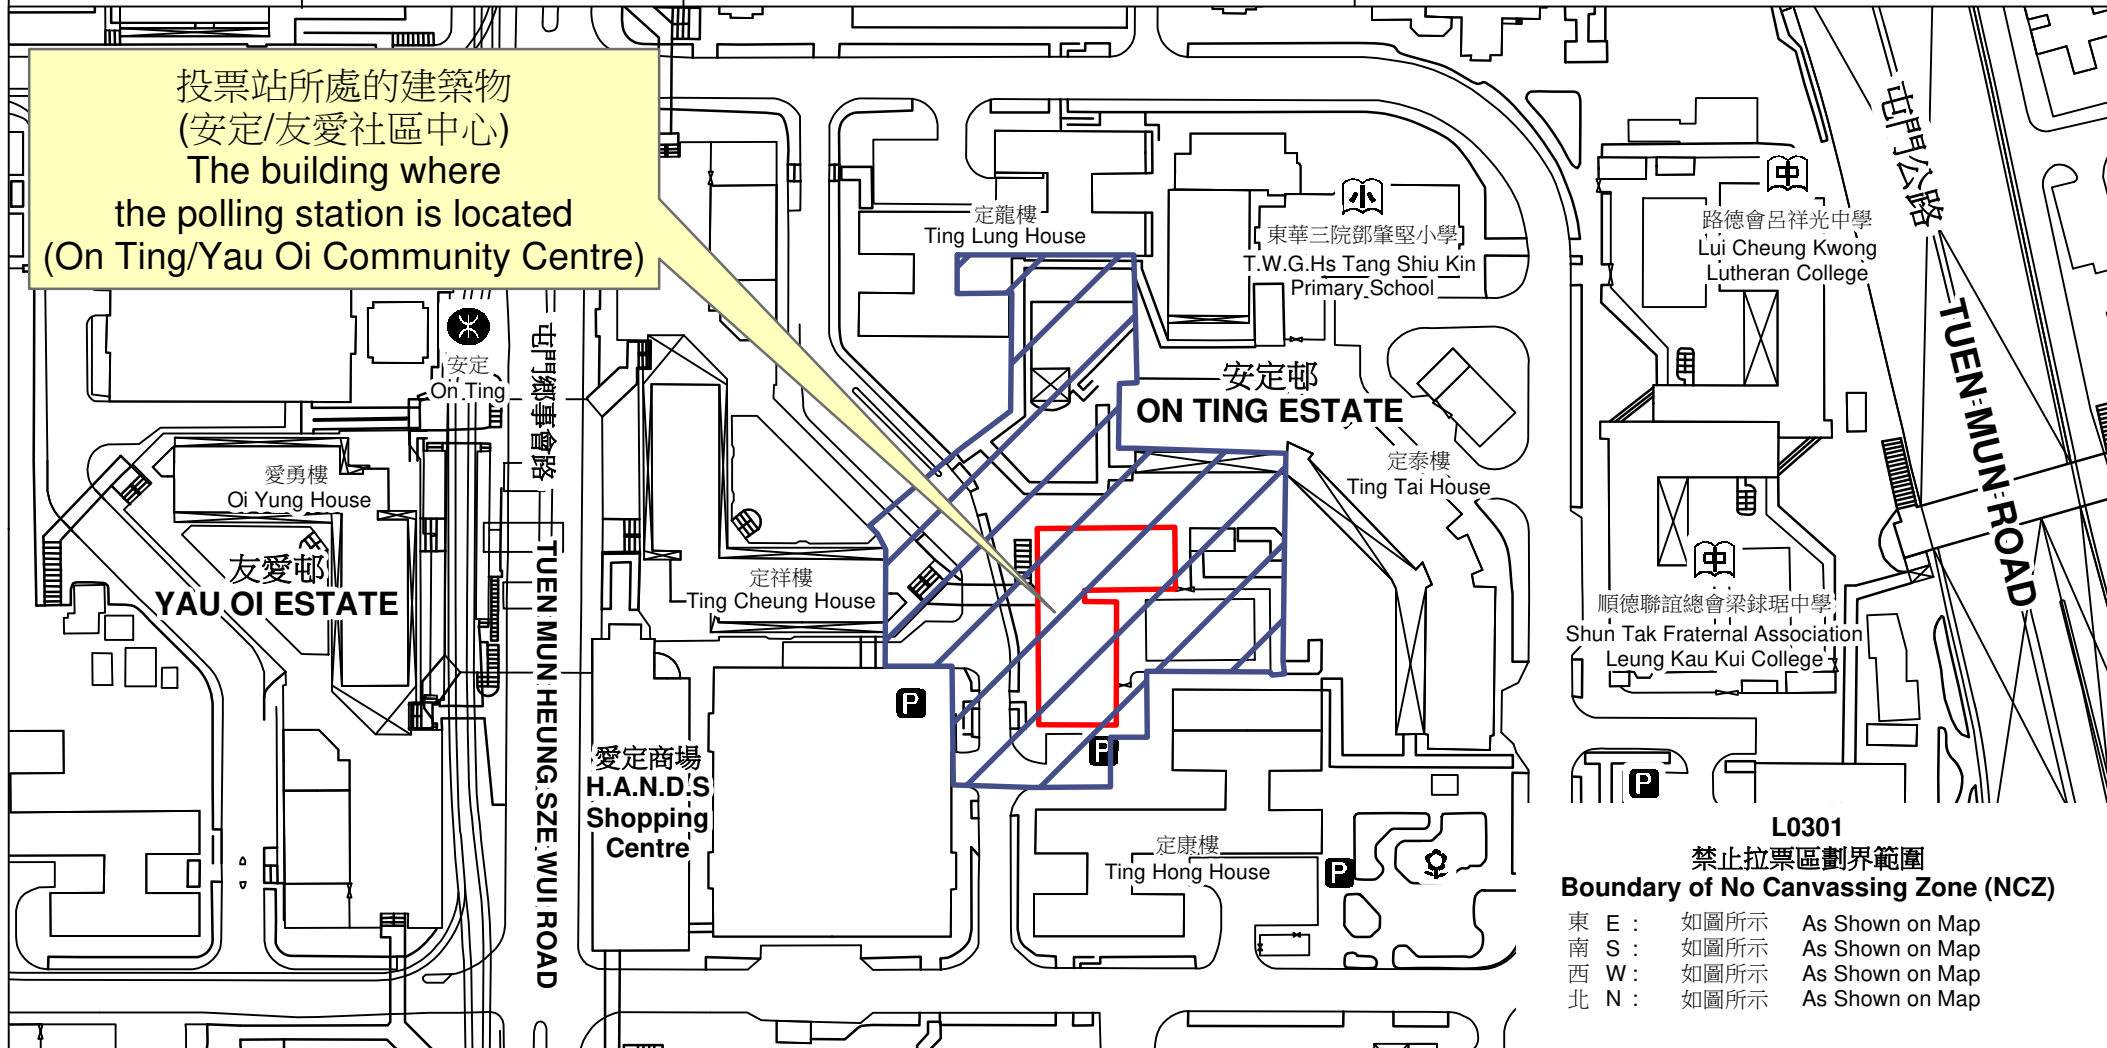 投票站所處的建築物
(安定/友愛社區中心)
The building where
the polling station is located
(On Ting/Yau Oi Community Centre)
定龍樓
Ting Lung House
小
東華三院鄧肇堅小學
T.W.G.Hs Tang Shiu Kin
Primary School
中
路德會呂祥光中學
Lui Cheung Kwong
Lutheran College
屯門公路
TUEN MUN ROAD
安定
On Ting
屯門鄉事會路
TUEN MUN HEUNG SZE WUI ROAD
安定邨
ON TING ESTATE
定泰樓
Ting Tai House
愛勇樓
Oi Yung House
友愛邨
YAU OI ESTATE
定祥樓
Ting Cheung House
中
順德聯誼總會梁銶琚中學
Shun Tak Fraternal Association
Leung Kau Kui College
P
P
P
P
愛定商場
H.A.N.D.S
Shopping
Centre
定康樓
Ting Hong House
L0301
禁止拉票區劃界範圍
Boundary of No Canvassing Zone (NCZ)
東 E : 如圖所示 As Shown on Map
南 S : 如圖所示 As Shown on Map
西 W : 如圖所示 As Shown on Map
北 N : 如圖所示 As Shown on Map